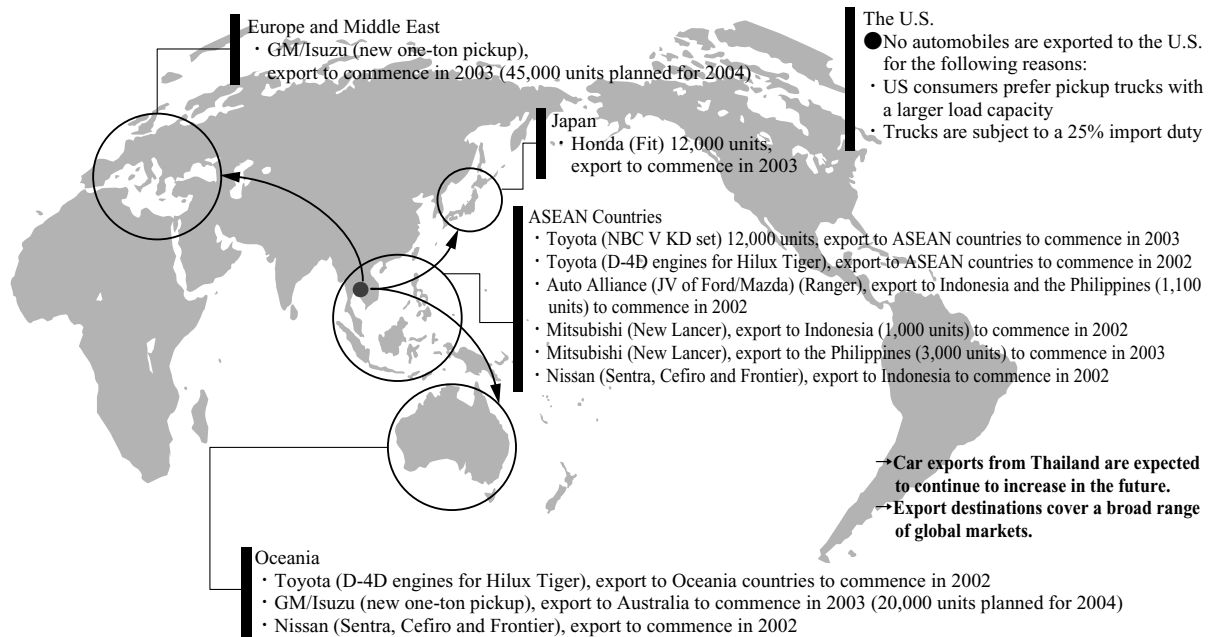 Europe and Middle East
・GM/Isuzu (new one-ton pickup),
export to commence in 2003 (45,000 units planned for 2004)
The U.S.
●No automobiles are exported to the U.S.
for the following reasons:
・US consumers prefer pickup trucks with
a larger load capacity
・Trucks are subject to a 25% import duty
Japan
・Honda (Fit) 12,000 units,
export to commence in 2003
ASEAN Countries
・Toyota (NBC V KD set) 12,000 units, export to ASEAN countries to commence in 2003
・Toyota (D-4D engines for Hilux Tiger), export to ASEAN countries to commence in 2002
・Auto Alliance (JV of Ford/Mazda) (Ranger), export to Indonesia and the Philippines (1,100
units) to commence in 2002
・Mitsubishi (New Lancer), export to Indonesia (1,000 units) to commence in 2002
・Mitsubishi (New Lancer), export to the Philippines (3,000 units) to commence in 2003
・Nissan (Sentra, Cefiro and Frontier), export to Indonesia to commence in 2002
→Car exports from Thailand are expected
to continue to increase in the future.
→Export destinations cover a broad range
of global markets.
Oceania
・Toyota (D-4D engines for Hilux Tiger), export to Oceania countries to commence in 2002
・GM/Isuzu (new one-ton pickup), export to Australia to commence in 2003 (20,000 units planned for 2004)
・Nissan (Sentra, Cefiro and Frontier), export to commence in 2002